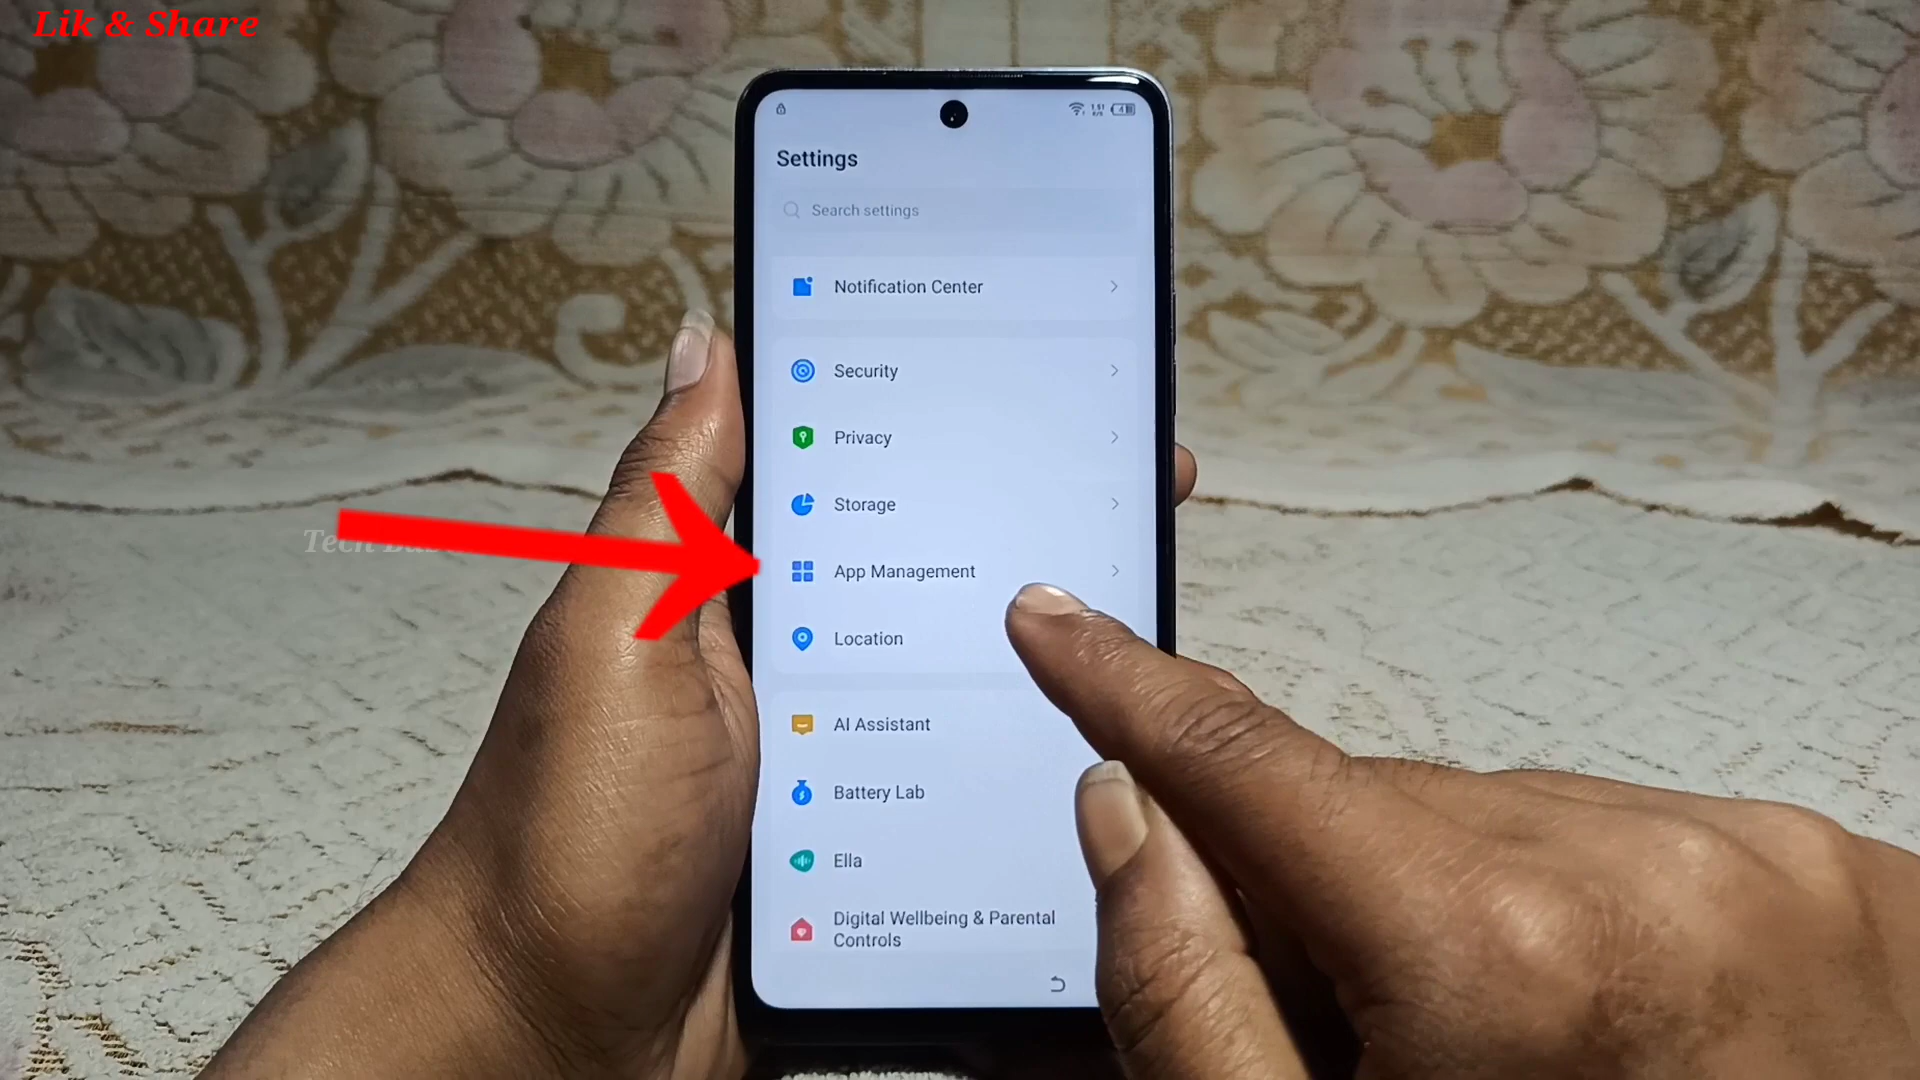 Lik & Share
Settings
Search settings
Notification Center
Security
Privacy
Storage
Tech
App Management
Location
AI Assistant
Battery Lab
Ella
Digital Wellbeing & Parental
Controls